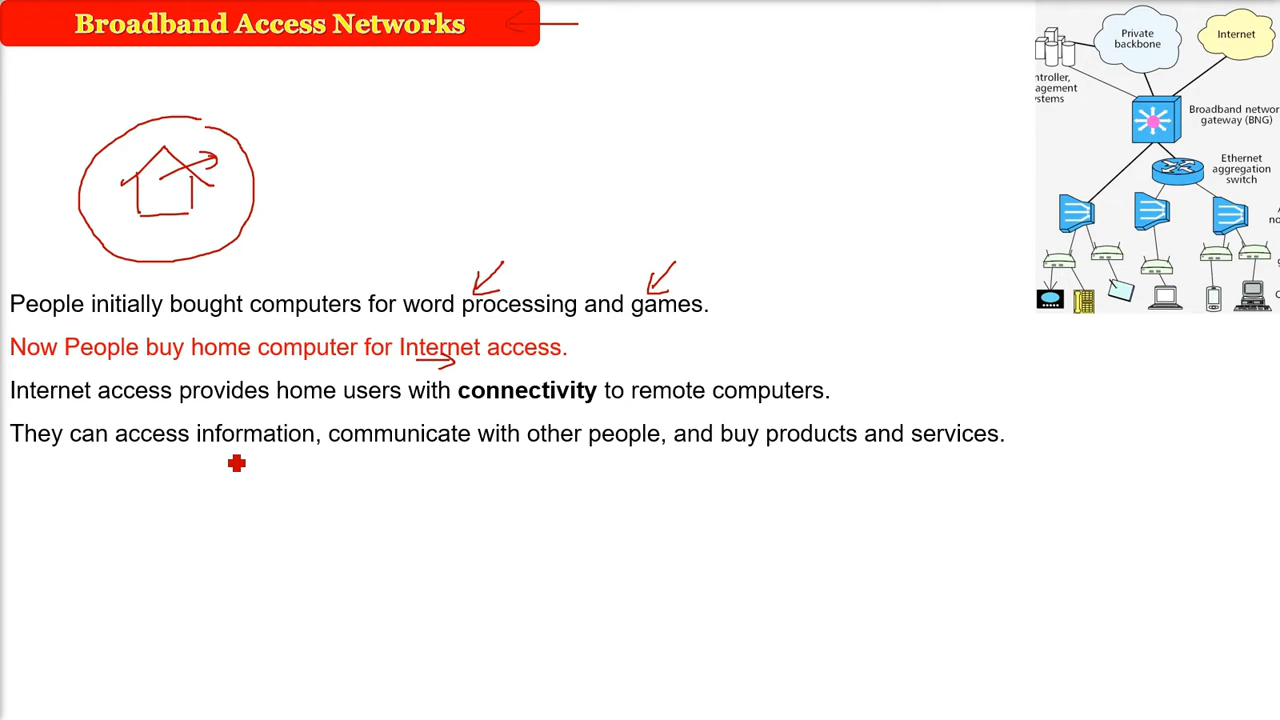 Broadband Access Networks
Private
backbone
Internet
ntroller,
agement
ystems
Broadband networ
gateway (BNG)
Ethernet
aggregation
switch
People initially bought computers for word processing and games.
Now People buy home computer for Internet access.
Internet access provides home users with connectivity to remote computers.
They can access information, communicate with other people, and buy products and services.